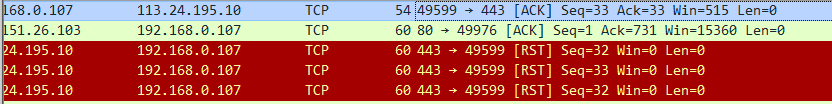 168.0.107 113.24.195.10 TCP 54 49599 → 443 [ACK] Seq=33 Ack=33 Win=515 Len=0
151.26.103 192.168.0.107 TCP 60 80 → 49976 [ACK] Seq=1 Ack=731 Win=15360 Len=0
24.195.10 192.168.0.107 TCP 60 443 → 49599 [RST] Seq=32 Win=0 Len=0
24.195.10 192.168.0.107 TCP 60 443 → 49599 [RST] Seq=33 Win=0 Len=0
24.195.10 192.168.0.107 TCP 60 443 → 49599 [RST] Seq=32 Win=0 Len=0